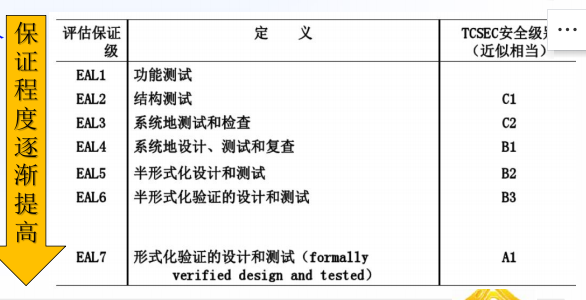 保证程度逐渐提高
评估保证级 定 义 TCSEC安全级
（近似相当）
EAL1 功能测试
EAL2 结构测试 C1
EAL3 系统地测试和检查 C2
EAL4 系统地设计、测试和复查 B1
EAL5 半形式化设计和测试 B2
EAL6 半形式化验证的设计和测试 B3
EAL7 形式化验证的设计和测试（formally A1
verified design and tested）